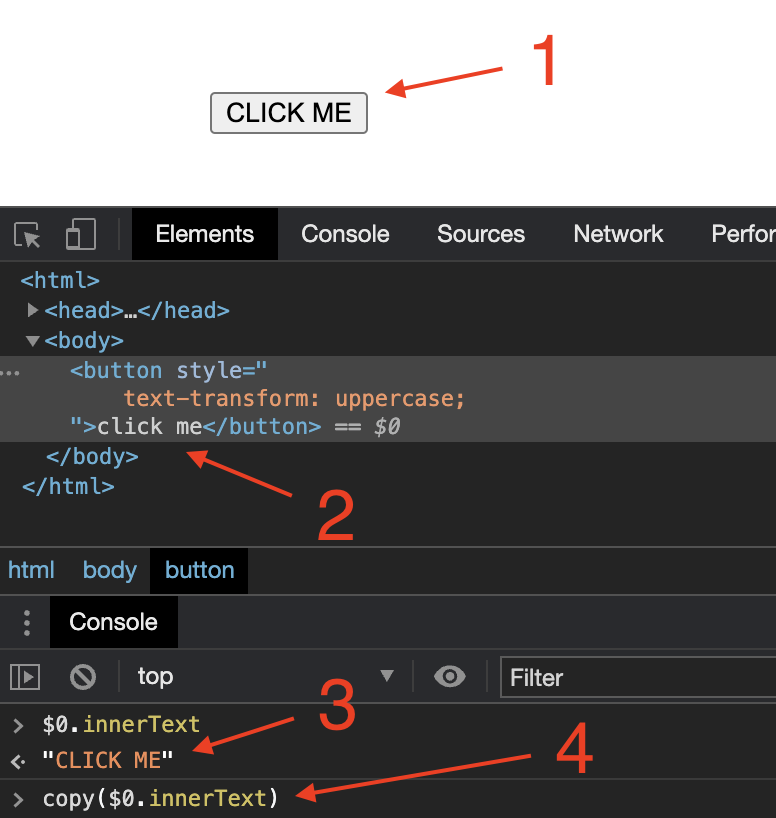 1
CLICK ME
Elements Console Sources Network Perfor
<html>
<head>…</head>
<body>
<button style="
text-transform: uppercase;
">click me</button> == $0
</body>
</html>
2
html body button
Console
top Filter
3
$0.innerText
"CLICK ME"
4
copy($0.innerText)